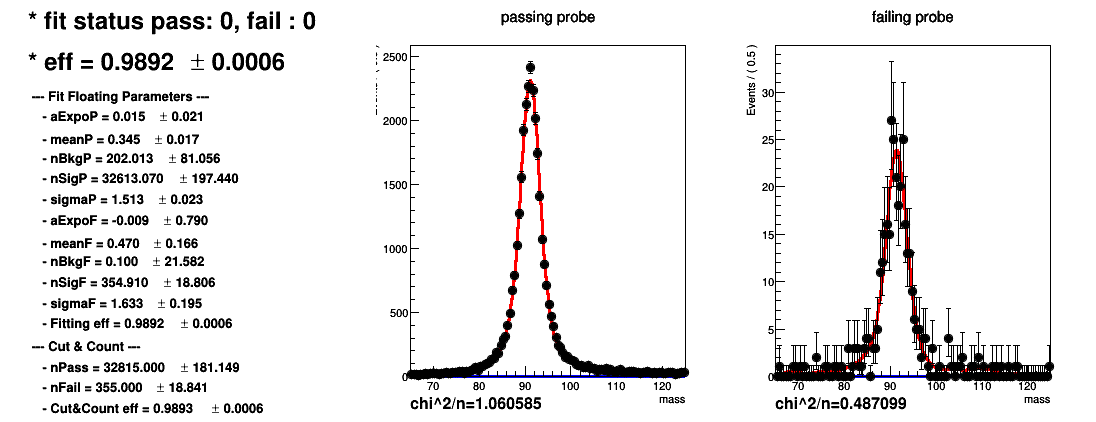 * fit status pass: 0, fail : 0
* eff = 0.9892 ± 0.0006
--- Fit Floating Parameters ---
- aExpoP = 0.015 ± 0.021
- meanP = 0.345 ± 0.017
- nBkgP = 202.013 ± 81.056
- nSigP = 32613.070 ± 197.440
- sigmaP = 1.513 ± 0.023
- aExpoF = -0.009 ± 0.790
- meanF = 0.470 ± 0.166
- nBkgF = 0.100 ± 21.582
- nSigF = 354.910 ± 18.806
- sigmaF = 1.633 ± 0.195
- Fitting eff = 0.9892 ± 0.0006
--- Cut & Count ---
- nPass = 32815.000 ± 181.149
- nFail = 355.000 ± 18.841
- Cut&Count eff = 0.9893 ± 0.0006
passing probe
2500
2000
1500
1000
500
0
70 80 90 100 110 120
mass
chi^2/n=1.060585
failing probe
Events / ( 0.5 )
30
25
20
15
10
5
0
70 80 90 100 110 120
mass
chi^2/n=0.487099